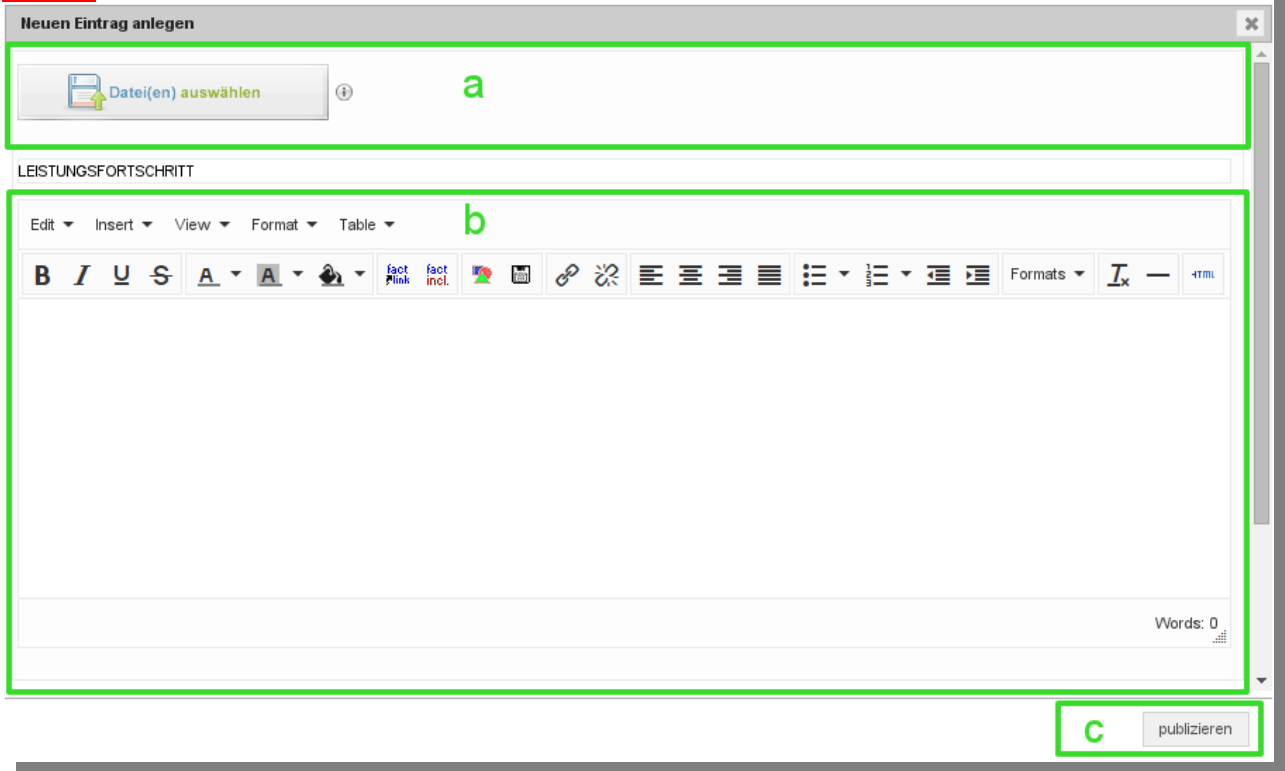 Neuen Eintrag anlegen
Datei(en) auswählen
a
LEISTUNGSFORTSCHRITT
b
Edit Insert View Format Table
B I U S A A fact link fact incl. Formats HTML
Words: 0
c publizieren